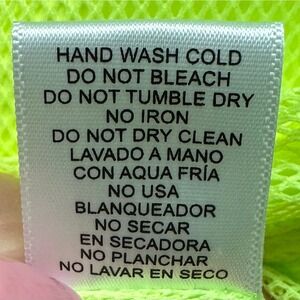 HAND WASH COLD
DO NOT BLEACH
DO NOT TUMBLE DRY
NO IRON
DO NOT DRY CLEAN
LAVADO A MANO
CON AQUA FRÍA
NO USA
BLANQUEADOR
NO SECAR
EN SECADORA
NO PLANCHAR
NO LAVAR EN SECO